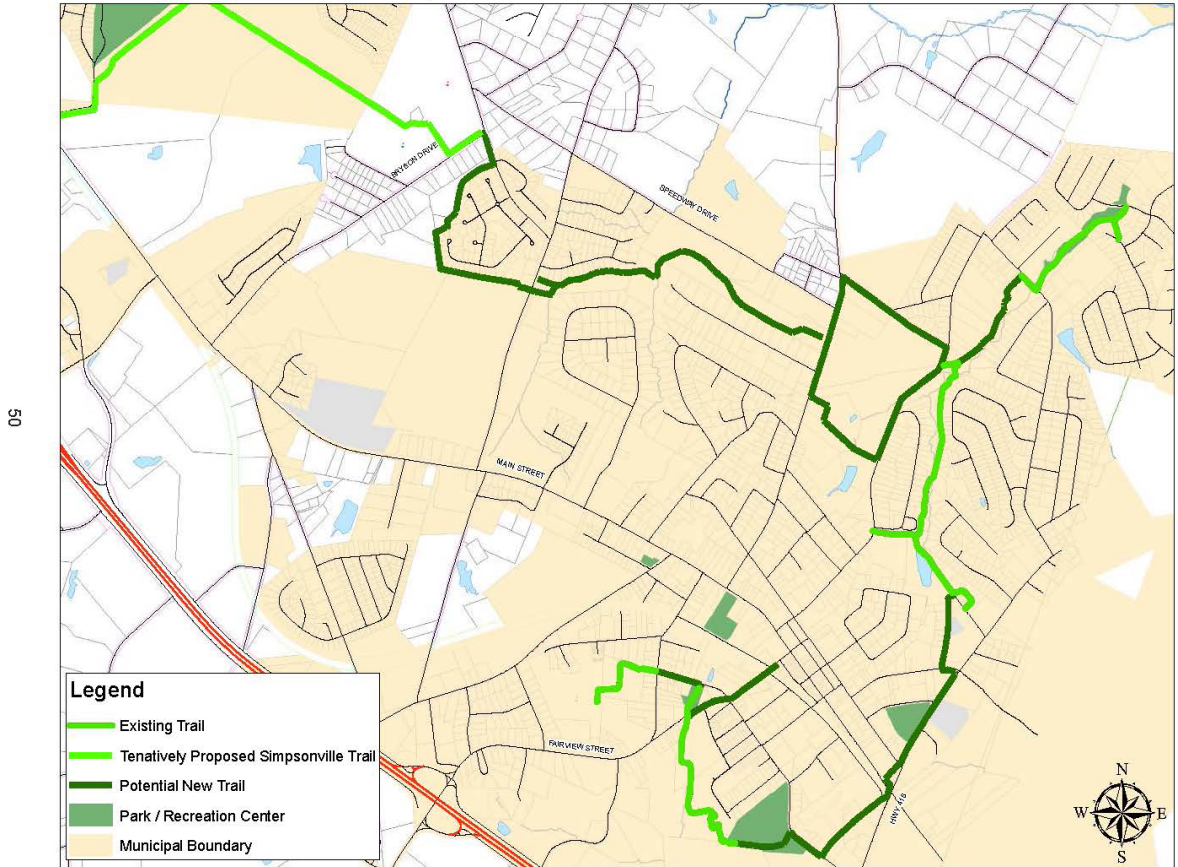 BRYSON DRIVE
SPEEDWAY DRIVE
50
MAIN STREET
FAIRVIEW STREET
HWY 418
Legend
Existing Trail
Tenatively Proposed Simpsonville Trail
Potential New Trail
Park / Recreation Center
Municipal Boundary
N
W
E
S